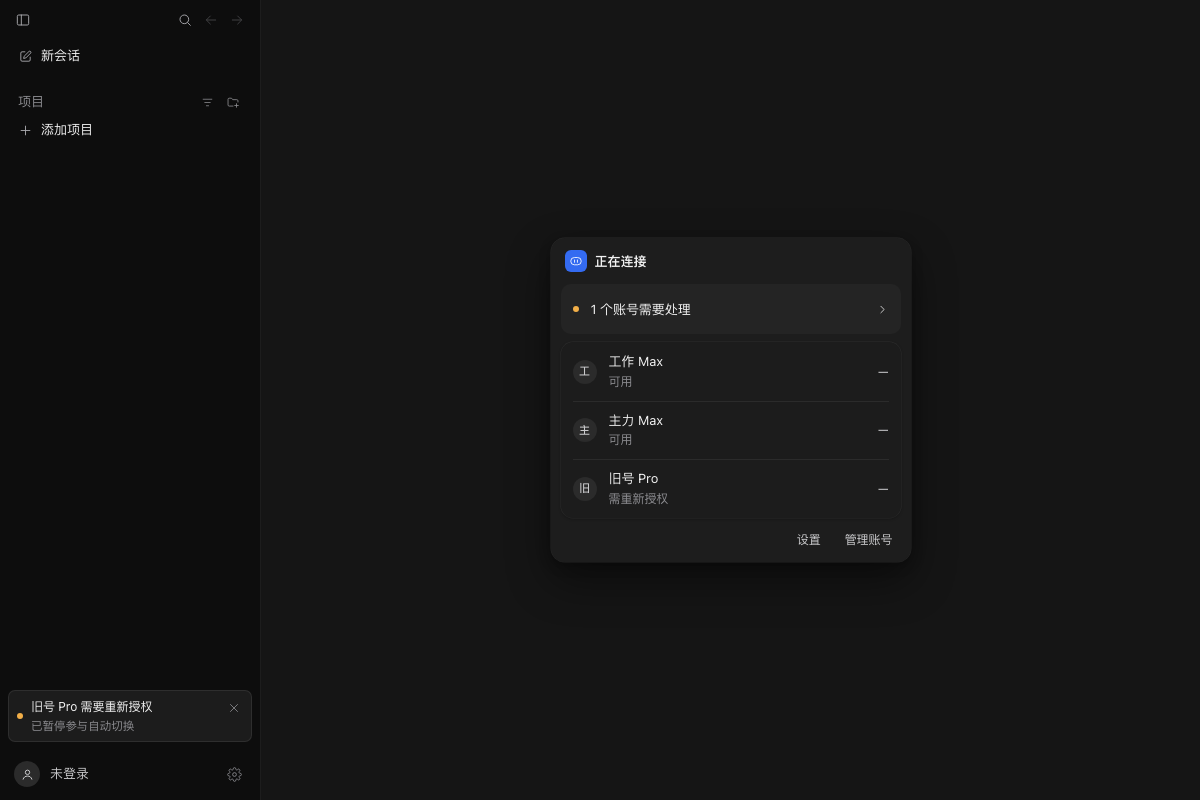 新会话
项目
添加项目
旧号 Pro 需要重新授权
已暂停参与自动切换
未登录
正在连接
1 个账号需要处理
工
工作 Max
可用
—
主
主力 Max
可用
—
旧
旧号 Pro
需重新授权
—
设置
管理账号